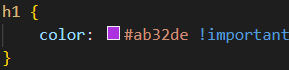 h1 {
    color: #ab32de !important
}